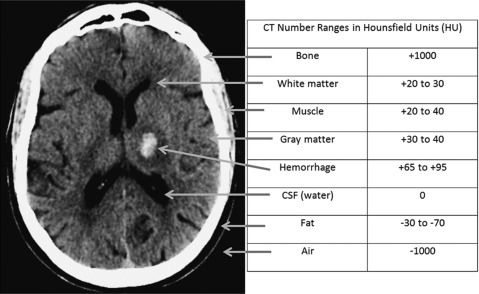 CT Number Ranges in Hounsfield Units (HU)
Bone +1000
White matter +20 to 30
Muscle +20 to 40
Gray matter +30 to 40
Hemorrhage +65 to +95
CSF (water) 0
Fat -30 to -70
Air -1000